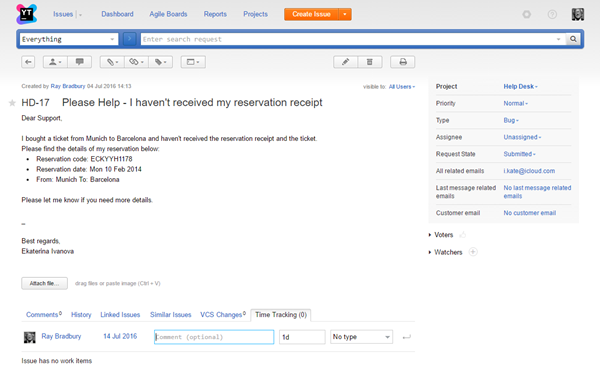 YT
Issues
Dashboard
Agile Boards
Reports
Projects
Create Issue
Everything
Enter search request
Created by Ray Bradbury 04 Jul 2016 14:13
visible to: All Users
HD-17 Please Help - I haven't received my reservation receipt
Dear Support,
I bought a ticket from Munich to Barcelona and haven't received the reservation receipt and the ticket.
Please find the details of my reservation below:
• Reservation code: ECKYYH1178
• Reservation date: Mon 10 Feb 2014
• From: Munich To: Barcelona
Please let me know if you need more details.
--
Best regards,
Ekaterina Ivanova
Attach file... drag files or paste image (Ctrl + V)
Project Help Desk
Priority Normal
Type Bug
Assignee Unassigned
Request State Submitted
All related emails i.kate@icloud.com
Last message related emails No last message related emails
Customer email No customer email
Voters
Watchers
Comments 0 History Linked Issues Similar Issues VCS Changes 0 Time Tracking (0)
Ray Bradbury 14 Jul 2016 Comment (optional) 1d No type
Issue has no work items